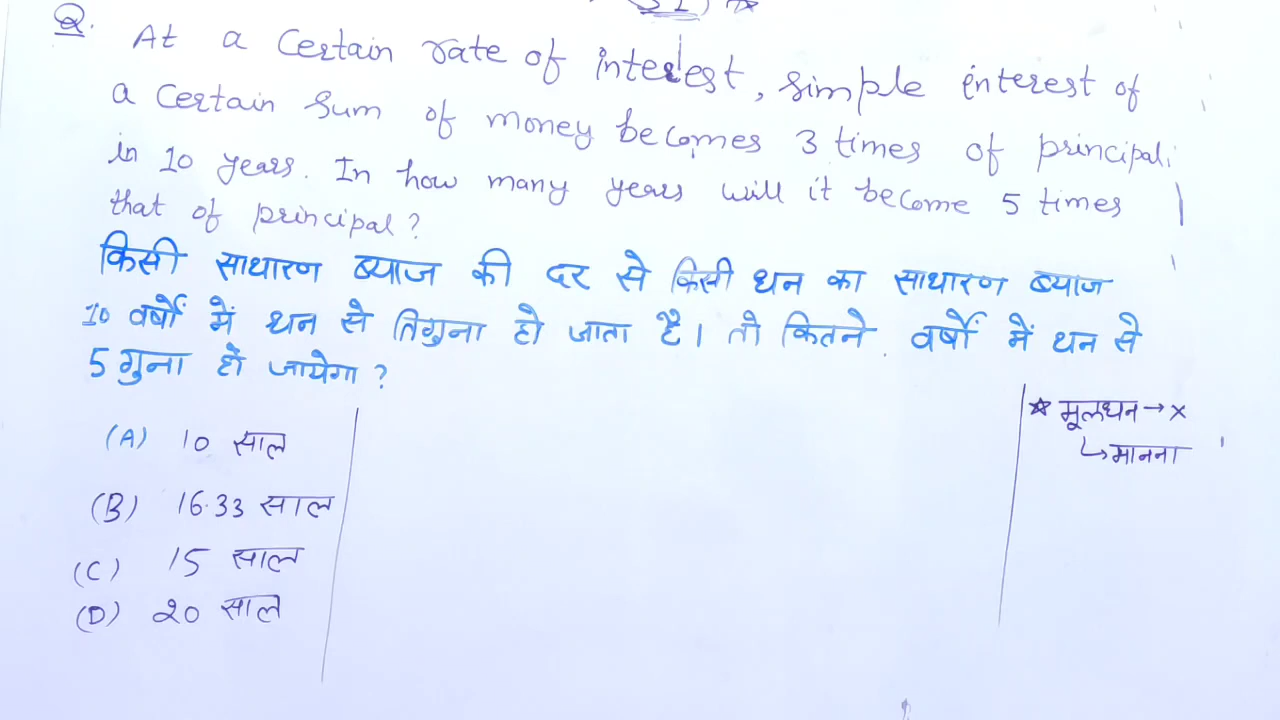 Q. At a Certain rate of interest, simple interest of
a Certain Sum of money becomes 3 times of principal.
in 10 years. In how many years will it become 5 times
that of principal?
किसी साधारण ब्याज की दर से किसी धन का साधारण ब्याज
10 वर्षों में धन से तिगुना हो जाता है। तो कितने वर्षों में धन से
5 गुना हो जायेगा?
(A) 10 साल
(B) 16.33 साल
(C) 15 साल
(D) 20 साल
* मूलधन → x
↳ मानना